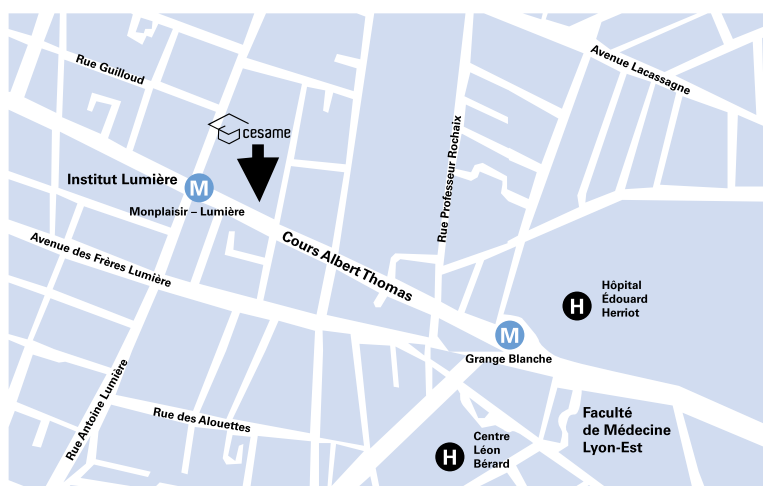 Rue Guilloud
Avenue Lacassagne
cesame
Rue Professeur Rochaix
Institut Lumière
M
Monplaisir – Lumière
Avenue des Frères Lumière
Cours Albert Thomas
H
Hôpital
Édouard
Herriot
M
Grange Blanche
Rue Antoine Lumière
Rue des Alouettes
Faculté
de Médecine
Lyon-Est
H
Centre
Léon
Bérard